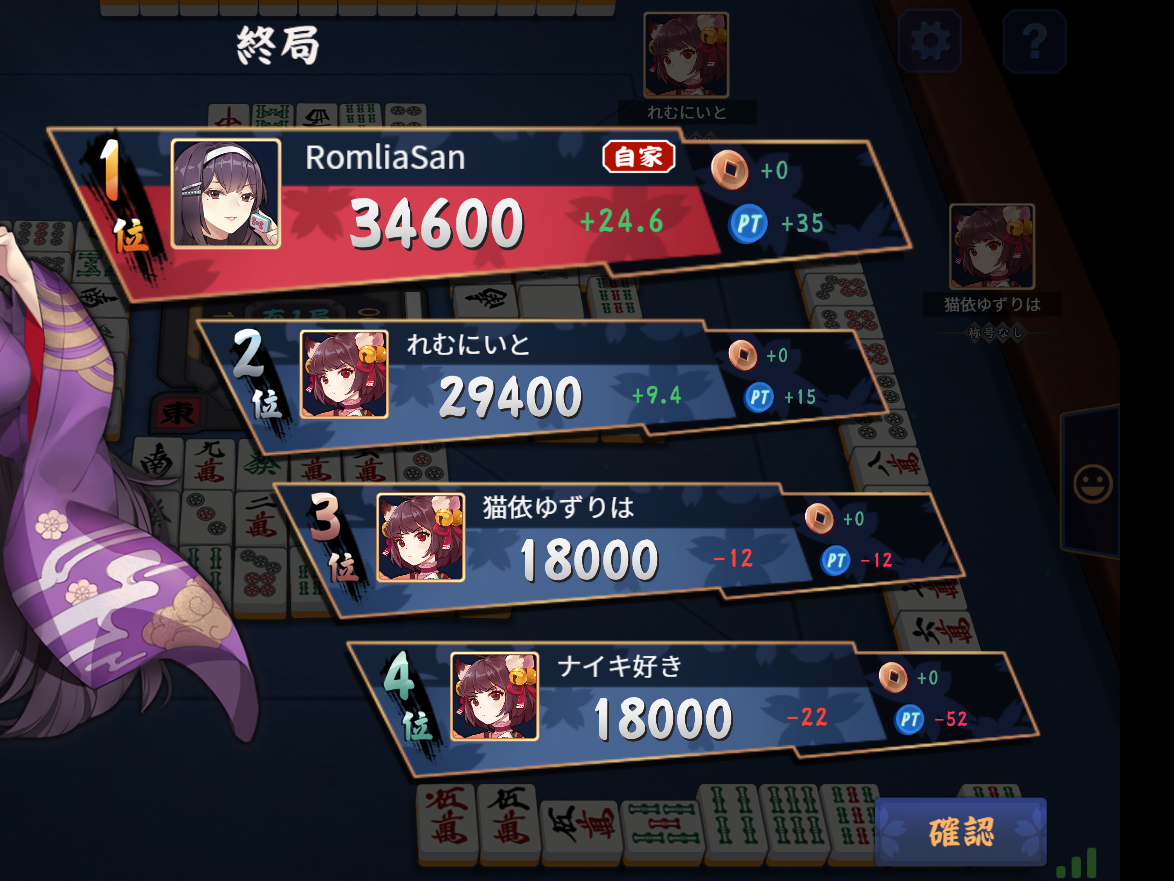 終局
?
れむにいと
1位
RomliaSan
自家
+0
34600
+24.6
PT
+35
猫依ゆずりは
称号なし
2位
れむにいと
+0
29400
+9.4
PT
+15
東
3位
猫依ゆずりは
+0
18000
-12
PT
-12
4位
ナイキ好き
+0
18000
-22
PT
-52
確認